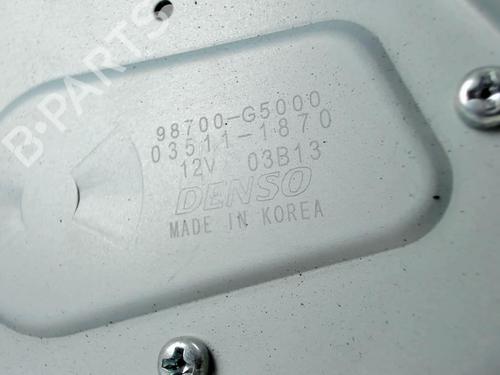 B-PARTS
98700-G5000
03511-1870
12V 03B13
DENSO
MADE IN KOREA